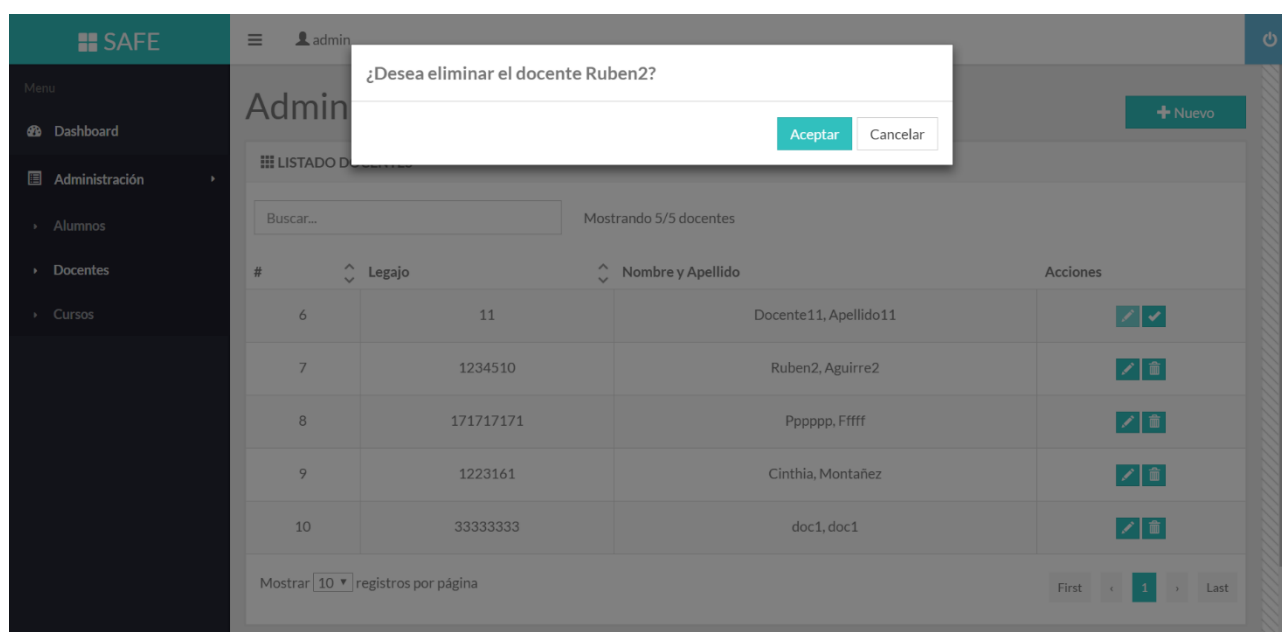 SAFE
admin
¿Desea eliminar el docente Ruben2?
Aceptar Cancelar
Menu
Dashboard
Administración
Alumnos
Docentes
Cursos
Admin
Nuevo
LISTADO DOCENTES
Buscar... Mostrando 5/5 docentes
# Legajo Nombre y Apellido Acciones
6 11 Docente11, Apellido11
7 1234510 Ruben2, Aguirre2
8 171717171 Pppppp, Fffff
9 1223161 Cinthia, Montañez
10 33333333 doc1, doc1
Mostrar 10 registros por página
First ‹ 1 › Last